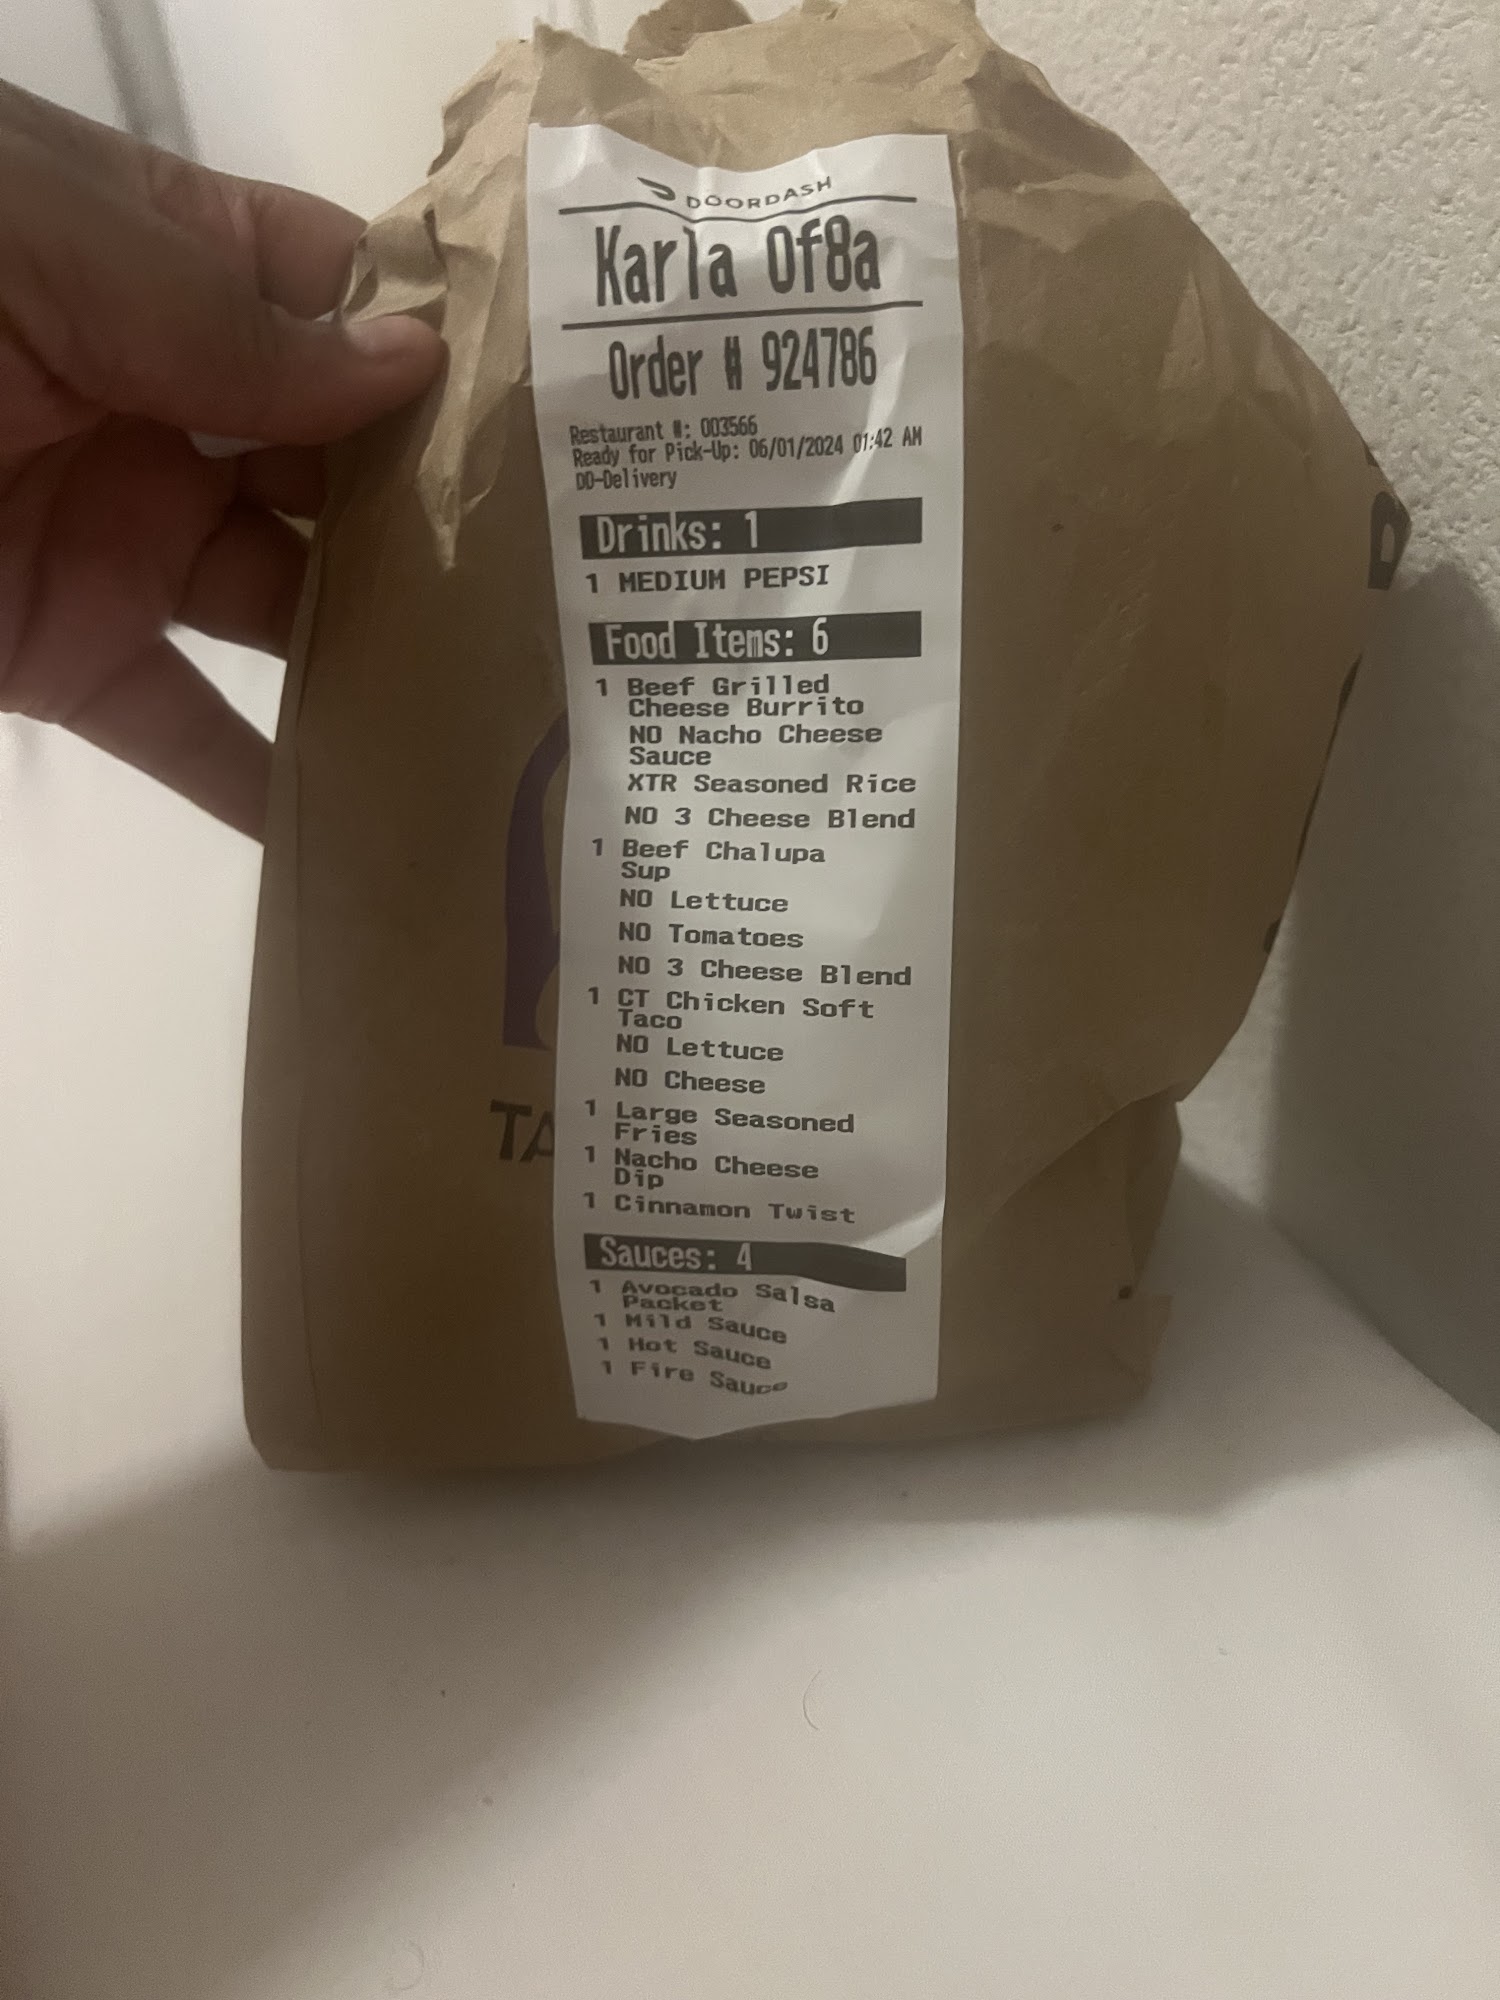 DOORDASH
Karla 0f8a
Order # 924786
Restaurant #: 003566
Ready for Pick-Up: 06/01/2024 01:42 AM
DD-Delivery
Drinks: 1
1 MEDIUM PEPSI
Food Items: 6
1 Beef Grilled
Cheese Burrito
NO Nacho Cheese
Sauce
XTR Seasoned Rice
NO 3 Cheese Blend
1 Beef Chalupa
Sup
NO Lettuce
NO Tomatoes
NO 3 Cheese Blend
1 CT Chicken Soft
Taco
NO Lettuce
NO Cheese
1 Large Seasoned
Fries
1 Nacho Cheese
Dip
1 Cinnamon Twist
Sauces: 4
1 Avocado Salsa
Packet
1 Mild Sauce
1 Hot Sauce
1 Fire Sauce
TA